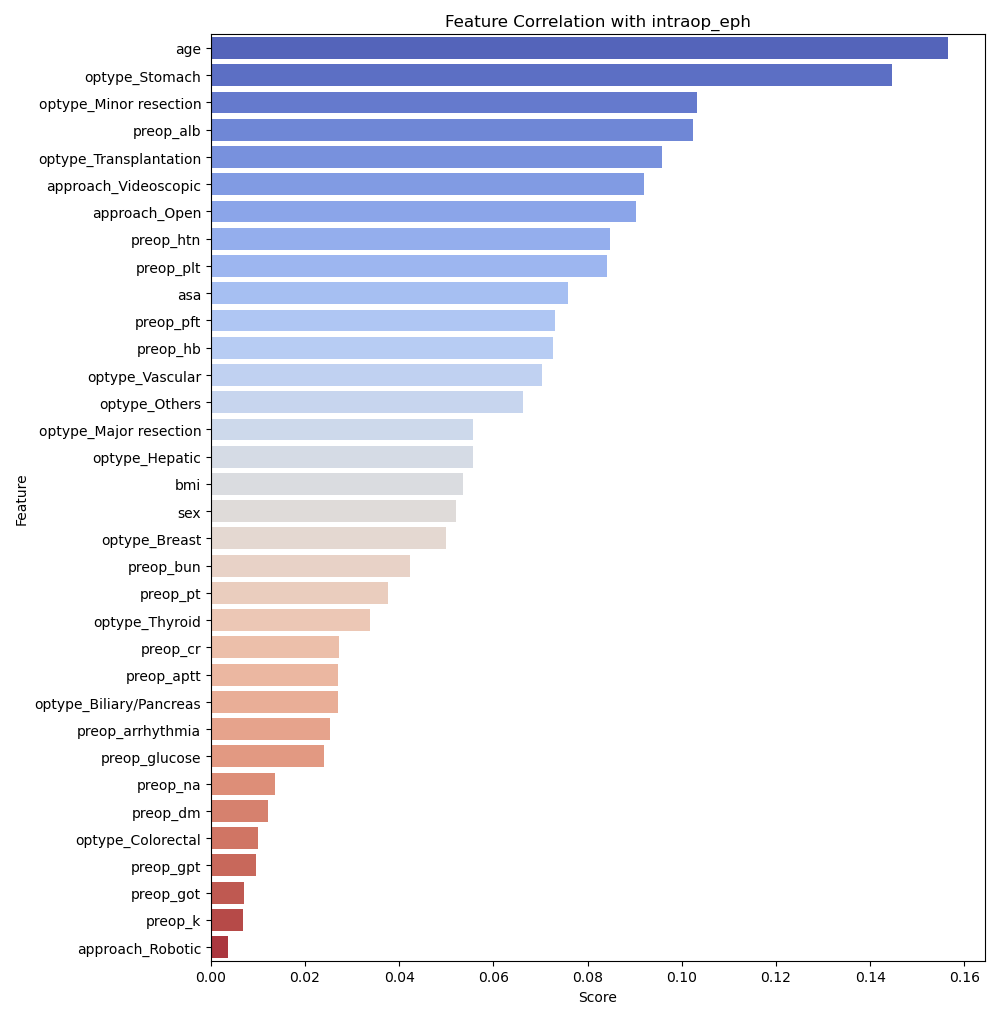 Feature Correlation with intraop_eph
age
optype_Stomach
optype_Minor resection
preop_alb
optype_Transplantation
approach_Videoscopic
approach_Open
preop_htn
preop_plt
asa
preop_pft
preop_hb
optype_Vascular
optype_Others
optype_Major resection
optype_Hepatic
bmi
sex
optype_Breast
preop_bun
preop_pt
optype_Thyroid
preop_cr
preop_aptt
optype_Biliary/Pancreas
preop_arrhythmia
preop_glucose
preop_na
preop_dm
optype_Colorectal
preop_gpt
preop_got
preop_k
approach_Robotic
Feature
0.00 0.02 0.04 0.06 0.08 0.10 0.12 0.14 0.16
Score